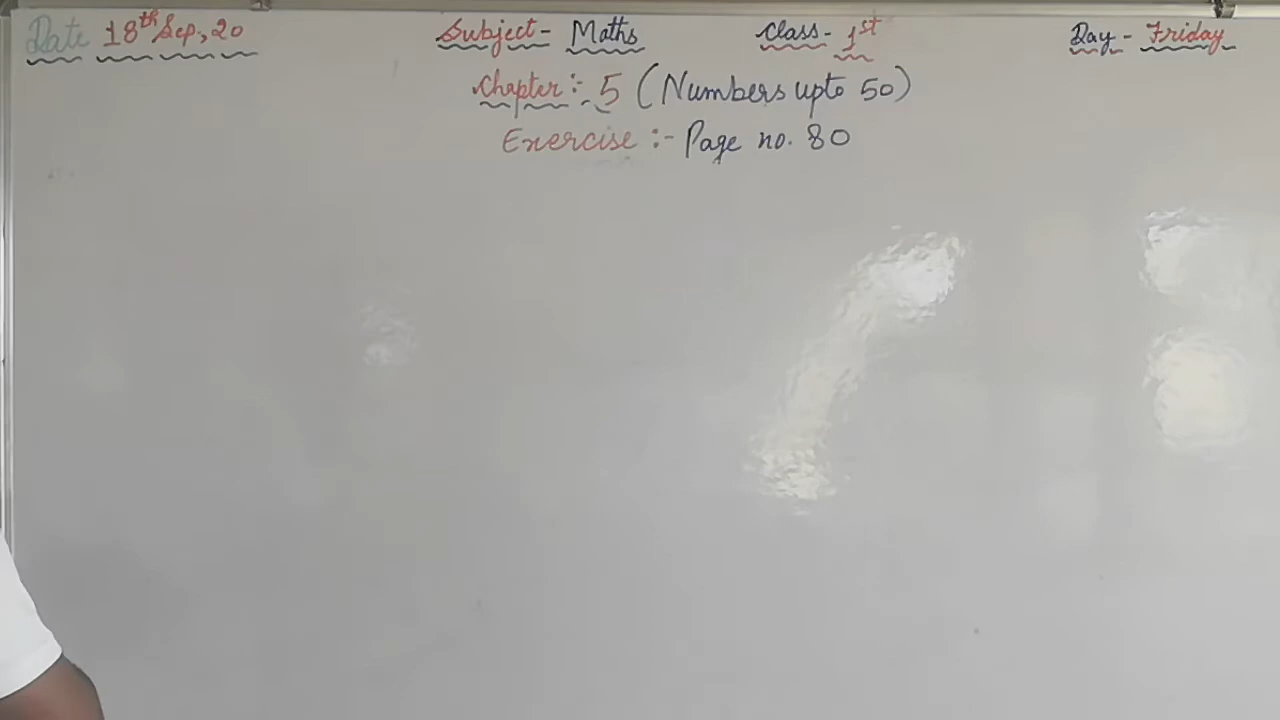 Date 18th Sep, 20 Subject- Maths Class- 1st Day - Friday
Chapter:- 5 (Numbers upto 50)
Exercise :- Page no. 80